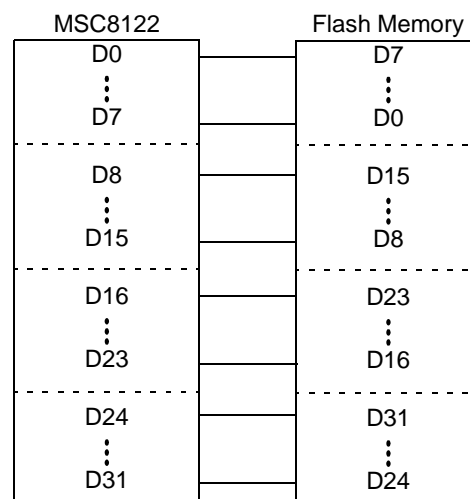 MSC8122 Flash Memory
D0 D7
D7 D0
D8 D15
D15 D8
D16 D23
D23 D16
D24 D31
D31 D24